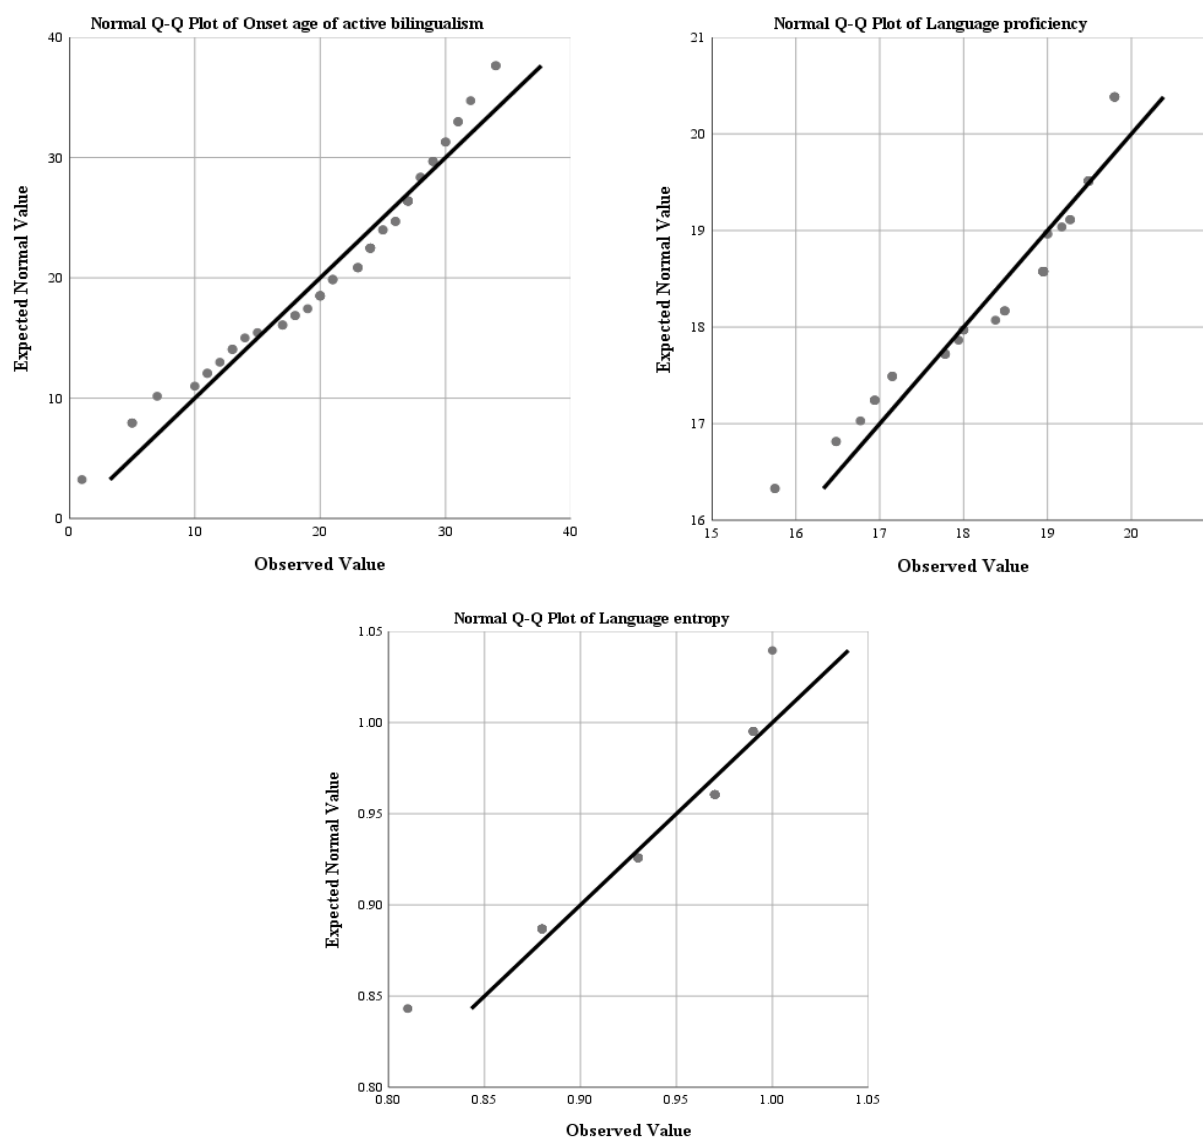 Normal Q-Q Plot of Onset age of active bilingualism
40
30
20
10
0
0 10 20 30 40
Expected Normal Value
Observed Value
Normal Q-Q Plot of Language proficiency
21
20
19
18
17
16
15 16 17 18 19 20
Expected Normal Value
Observed Value
Normal Q-Q Plot of Language entropy
1.05
1.00
0.95
0.90
0.85
0.80
0.80 0.85 0.90 0.95 1.00 1.05
Expected Normal Value
Observed Value